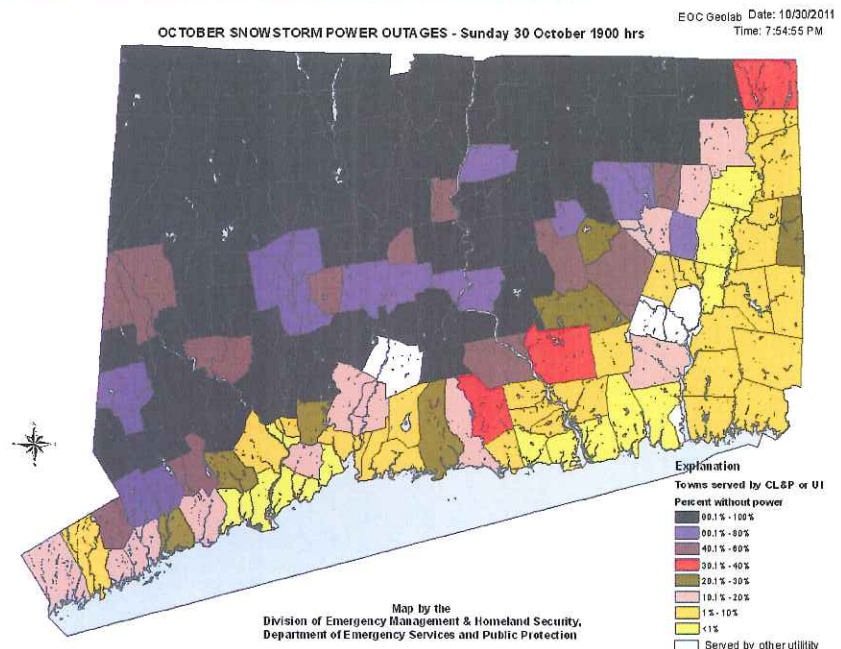 EOC Geolab Date: 10/30/2011
Time: 7:54:55 PM
OCTOBER SNOWSTORM POWER OUTAGES - Sunday 30 October 1900 hrs
Explanation
Towns served by CL&P or UI
Percent without power
80.1% - 100%
60.1% - 80%
40.1% - 60%
30.1% - 40%
20.1% - 30%
10.1% - 20%
1% - 10%
<1%
Served by other utilitity
Map by the
Division of Emergency Management & Homeland Security,
Department of Emergency Services and Public Protection